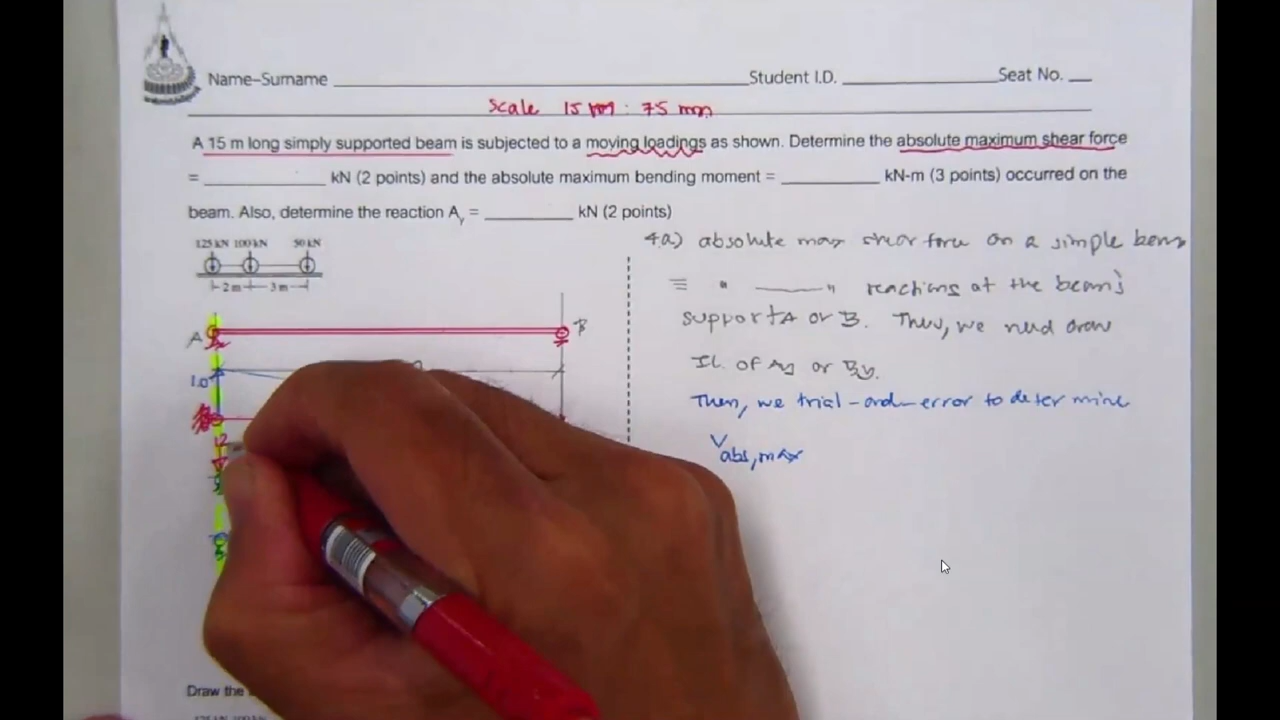 Name–Surname Student I.D. Seat No.
Scale 15 m : 75 mm
A 15 m long simply supported beam is subjected to a moving loadings as shown. Determine the absolute maximum shear force
= kN (2 points) and the absolute maximum bending moment = kN-m (3 points) occurred on the
beam. Also, determine the reaction Ay = kN (2 points)
125 kN 100 kN 50 kN
2 m 3 m
4.a) absolute max shear force on a simple beam
≡ " ——— " reactions at the beam's
support A or B. Then, we need draw
IL. of Ay or By.
Then, we trial-and-error to determine
Vabs,max
A B
1.0
Draw the